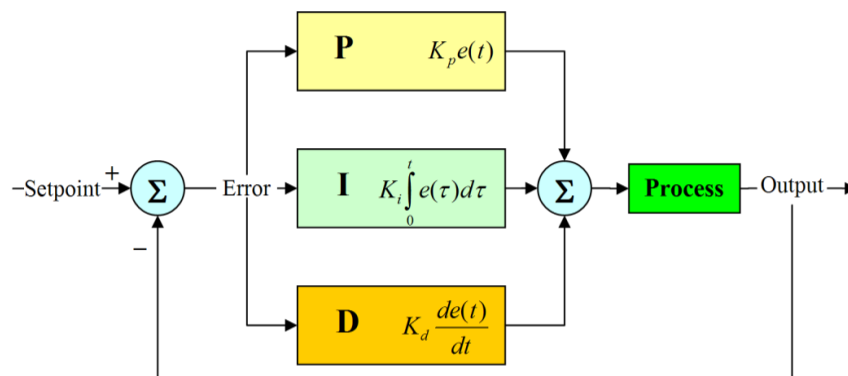 P K_p e(t)
–Setpoint
+
Σ
Error
I K_i ∫_0^t e(τ)dτ
Σ
Process
Output
–
D K_d de(t)/dt